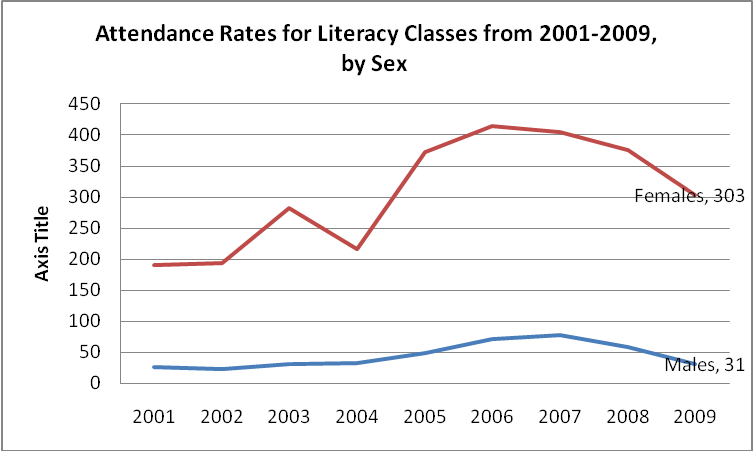 Attendance Rates for Literacy Classes from 2001-2009,
by Sex
Axis Title
450
400
350
300
250
200
150
100
50
0
Females, 303
Males, 31
2001 2002 2003 2004 2005 2006 2007 2008 2009